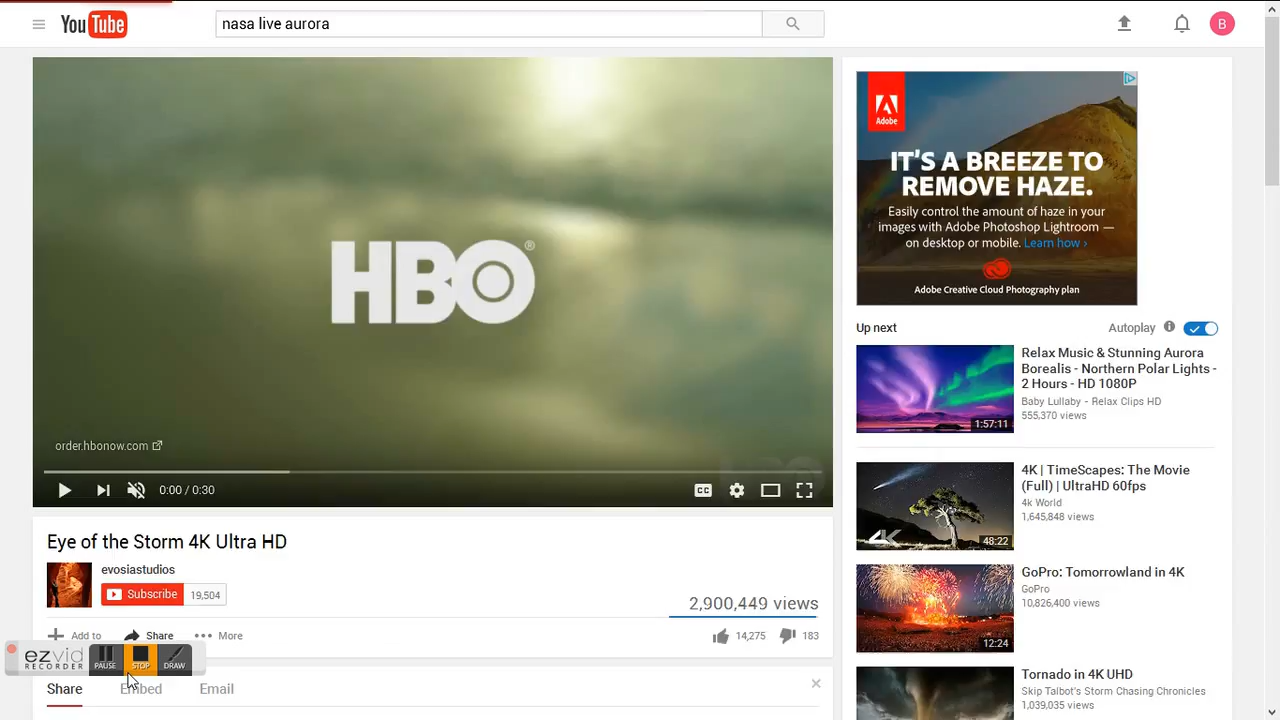 You Tube
nasa live aurora
B
HBO®
order.hbonow.com
0:00 / 0:30
CC
Eye of the Storm 4K Ultra HD
evosiastudios
Subscribe 19,504
2,900,449 views
Add to Share More
14,275 183
ezvid
RECORDER
PAUSE STOP DRAW
Share Embed Email
Adobe
IT'S A BREEZE TO
REMOVE HAZE.
Easily control the amount of haze in your
images with Adobe Photoshop Lightroom —
on desktop or mobile. Learn how ›
Adobe Creative Cloud Photography plan
Up next Autoplay
Relax Music & Stunning Aurora
Borealis - Northern Polar Lights -
2 Hours - HD 1080P
Baby Lullaby - Relax Clips HD
555,370 views
1:57:11
4K | TimeScapes: The Movie
(Full) | UltraHD 60fps
4k World
1,645,848 views
4K
48:22
GoPro: Tomorrowland in 4K
GoPro
10,826,400 views
12:24
Tornado in 4K UHD
Skip Talbot's Storm Chasing Chronicles
1,039,035 views